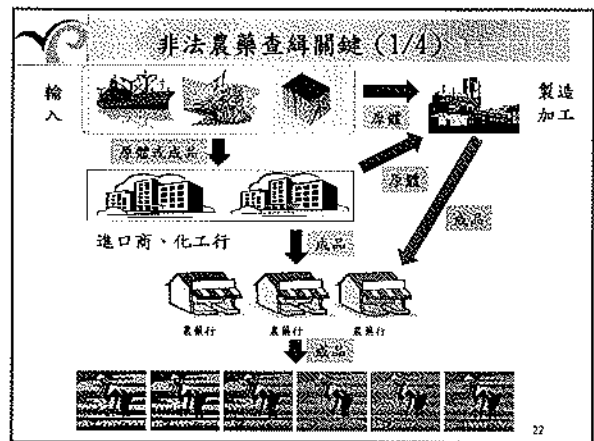 非法農藥查緝關鍵(1/4)
輸入
製造加工
原體
原體或成品
原體
進口商、化工行
成品
成品
農藥行
農藥行
農藥行
成品
22